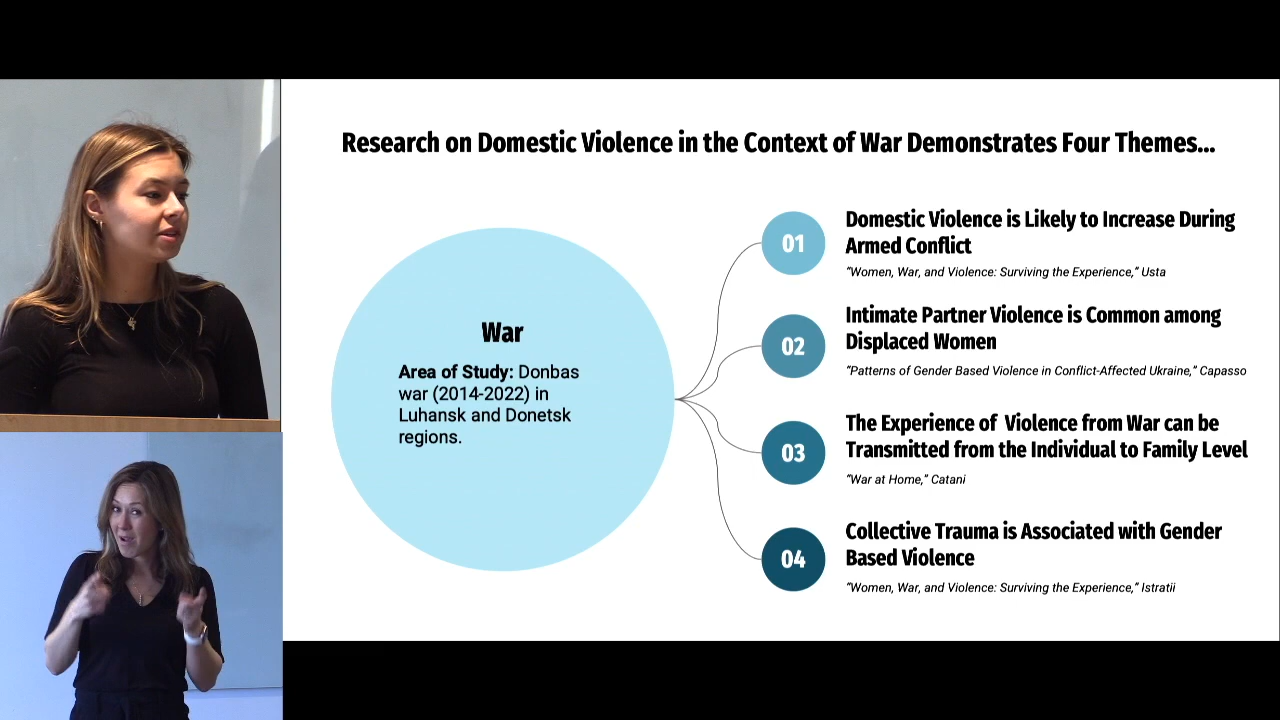 Research on Domestic Violence in the Context of War Demonstrates Four Themes...
War
Area of Study: Donbas
war (2014-2022) in
Luhansk and Donetsk
regions.
01
Domestic Violence is Likely to Increase During
Armed Conflict
“Women, War, and Violence: Surviving the Experience,” Usta
02
Intimate Partner Violence is Common among
Displaced Women
“Patterns of Gender Based Violence in Conflict-Affected Ukraine,” Capasso
03
The Experience of  Violence from War can be
Transmitted from the Individual to Family Level
“War at Home,” Catani
04
Collective Trauma is Associated with Gender
Based Violence
“Women, War, and Violence: Surviving the Experience,” Istratii